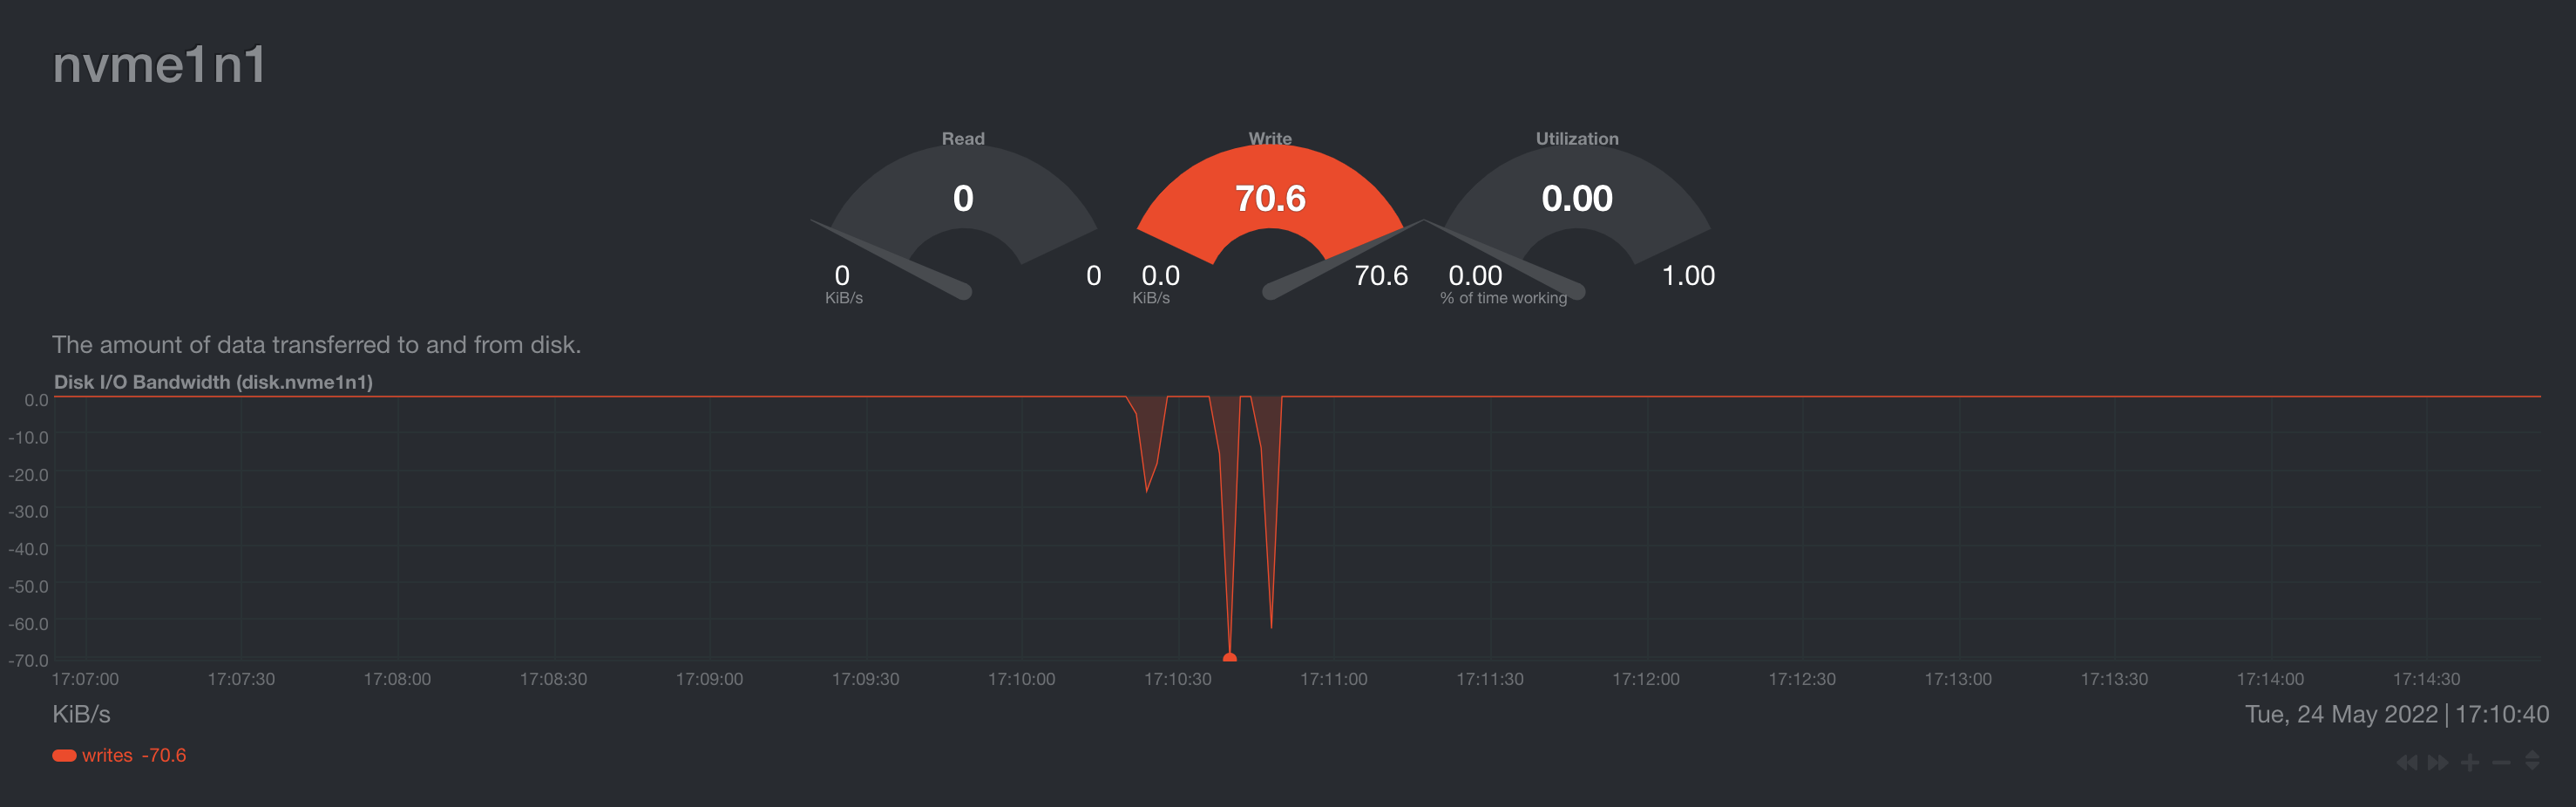 nvme1n1
Read
0
0
0
KiB/s
Write
70.6
0.0
70.6
KiB/s
Utilization
0.00
0.00
1.00
% of time working
The amount of data transferred to and from disk.
Disk I/O Bandwidth (disk.nvme1n1)
0.0
-10.0
-20.0
-30.0
-40.0
-50.0
-60.0
-70.0
17:07:00 17:07:30 17:08:00 17:08:30 17:09:00 17:09:30 17:10:00 17:10:30 17:11:00 17:11:30 17:12:00 17:12:30 17:13:00 17:13:30 17:14:00 17:14:30
KiB/s
Tue, 24 May 2022 | 17:10:40
writes -70.6